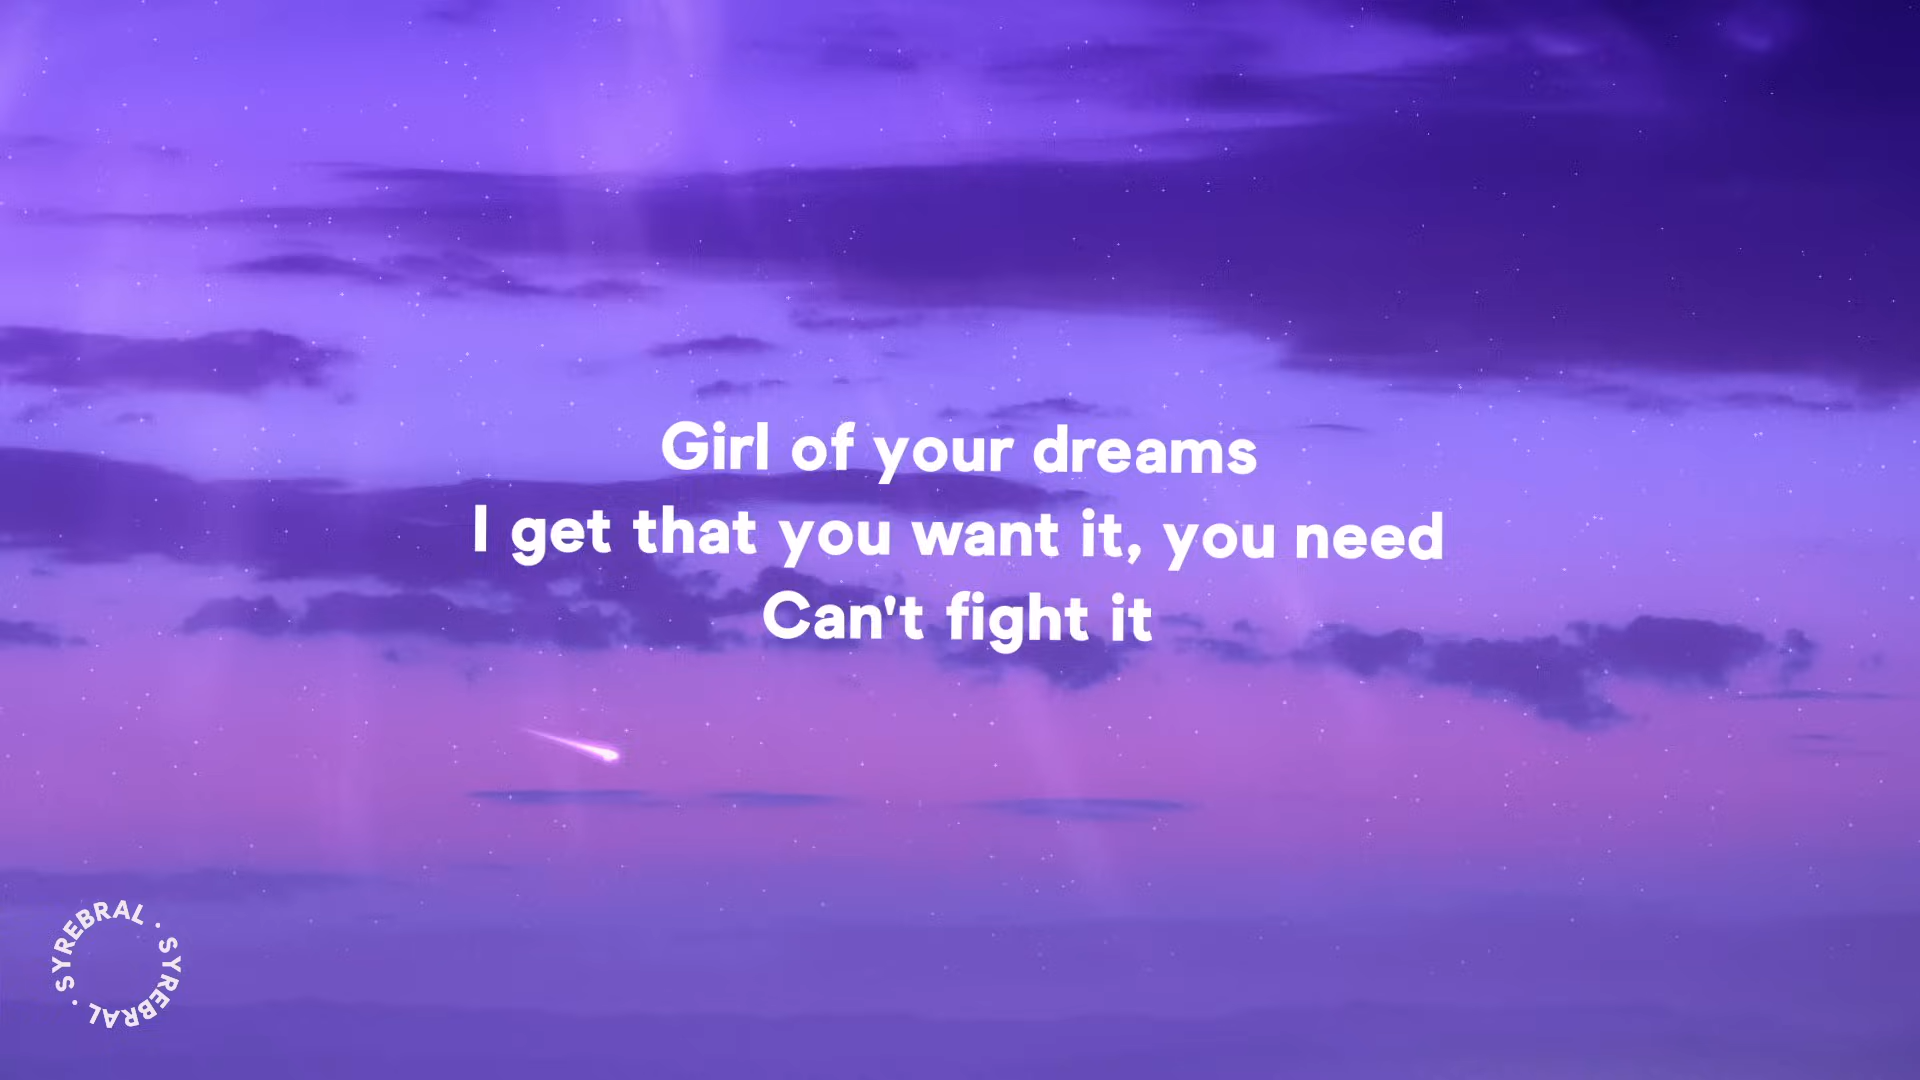 Girl of your dreams
I get that you want it, you need
Can't fight it
SYREBRAL · SYREBRAL ·